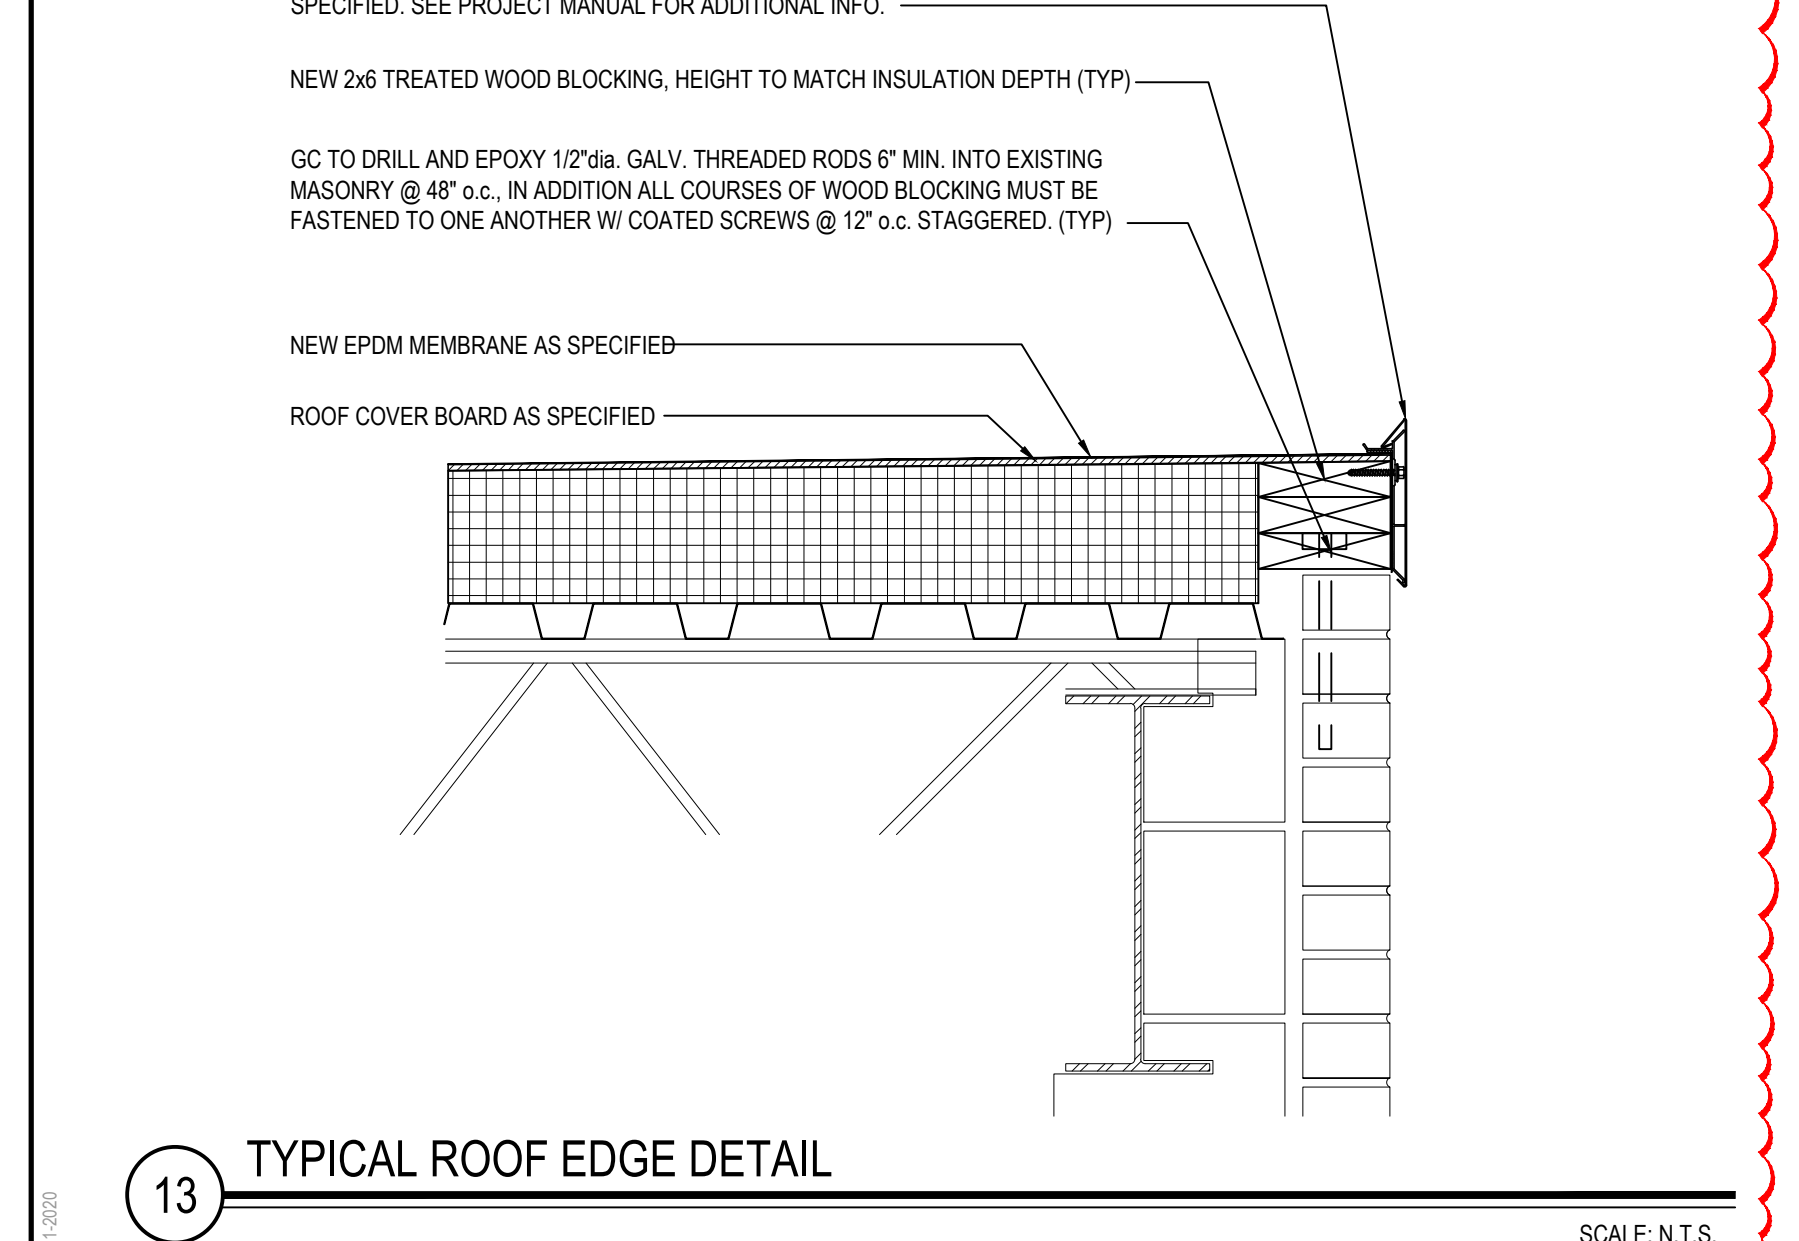 SPECIFIED. SEE PROJECT MANUAL FOR ADDITIONAL INFO.
NEW 2x6 TREATED WOOD BLOCKING, HEIGHT TO MATCH INSULATION DEPTH (TYP)
GC TO DRILL AND EPOXY 1/2"dia. GALV. THREADED RODS 6" MIN. INTO EXISTING
MASONRY @ 48" o.c., IN ADDITION ALL COURSES OF WOOD BLOCKING MUST BE
FASTENED TO ONE ANOTHER W/ COATED SCREWS @ 12" o.c. STAGGERED. (TYP)
NEW EPDM MEMBRANE AS SPECIFIED
ROOF COVER BOARD AS SPECIFIED
13
TYPICAL ROOF EDGE DETAIL
SCALE: N.T.S.
1-2020